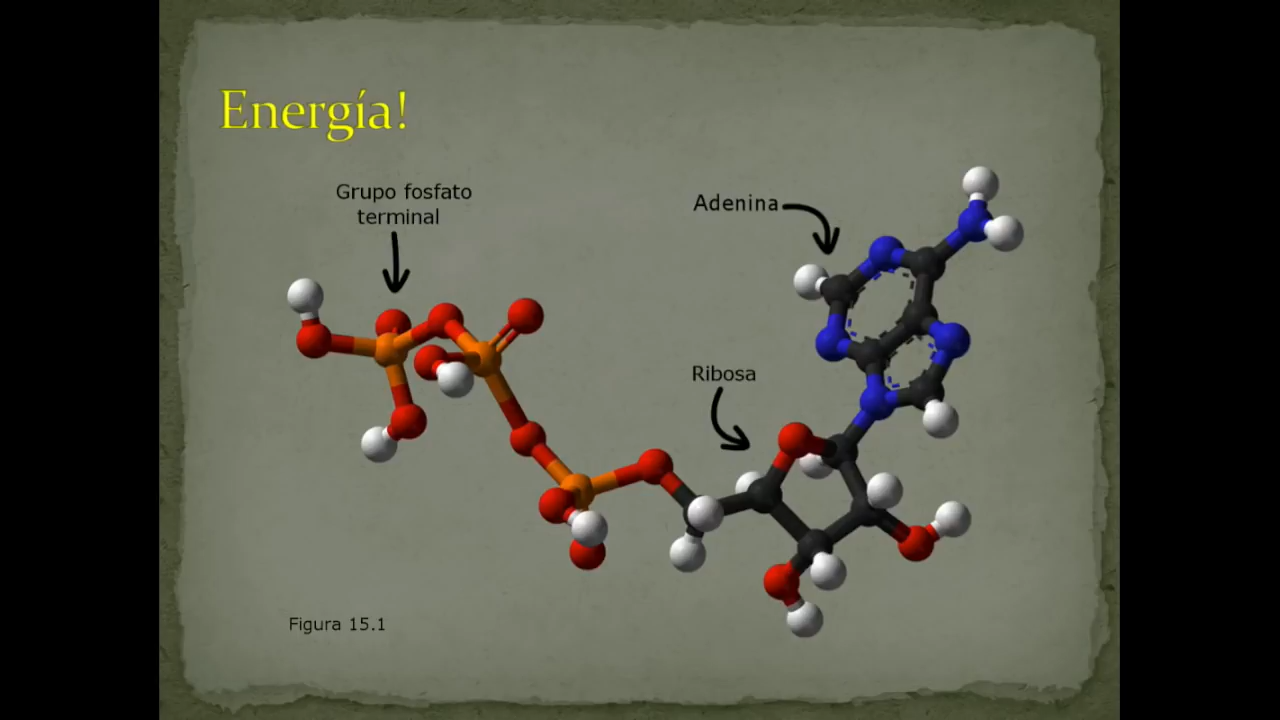 Energía!
Grupo fosfato
terminal
Adenina
Ribosa
Figura 15.1